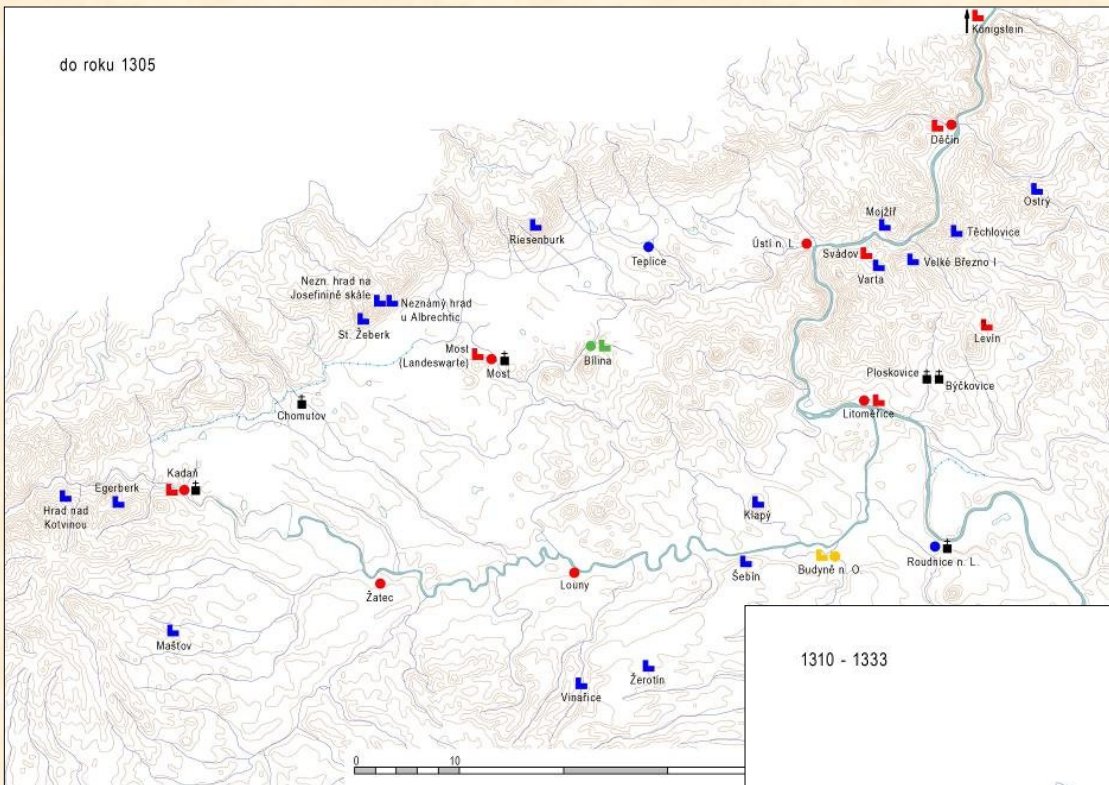 do roku 1305
Königstein
Děčín
Ostrý
Mojžíř
Těchlovice
Riesenburk
Teplice
Ústí n. L
Svádov
Varta
Velké Březno I
Nezn. hrad na
Josefinině skále
Neznámý hrad
u Albrechtic
St. Žeberk
Levín
Most
(Landeswarte)
Most
Bílina
Ploskovice
Býčkovice
Chomutov
Litoměřice
Kadaň
Egerberk
Hrad nad
Kotvinou
Klapý
Šebín
Budyně n. O.
Roudnice n. L.
Louny
Žatec
Mašťov
Žerotín
Vinařice
1310 - 1333
0
10